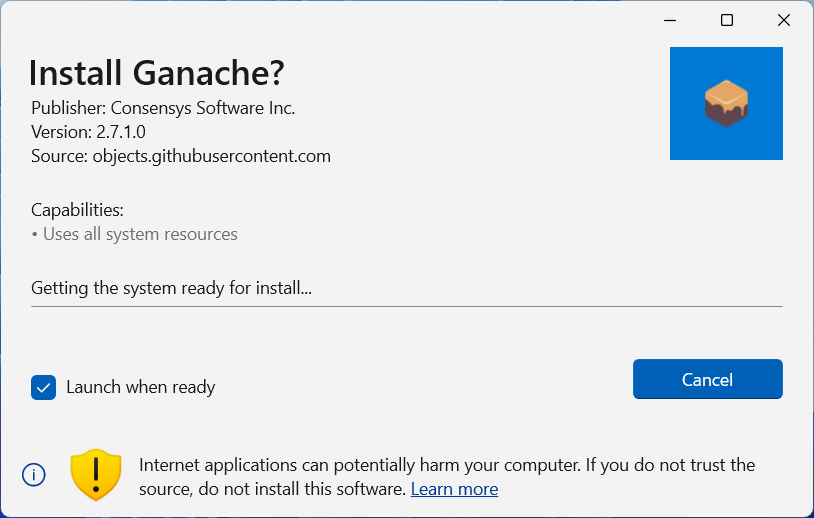 Install Ganache?
Publisher: Consensys Software Inc.
Version: 2.7.1.0
Source: objects.githubusercontent.com
Capabilities:
• Uses all system resources
Getting the system ready for install...
Launch when ready
Cancel
Internet applications can potentially harm your computer. If you do not trust the
source, do not install this software. Learn more